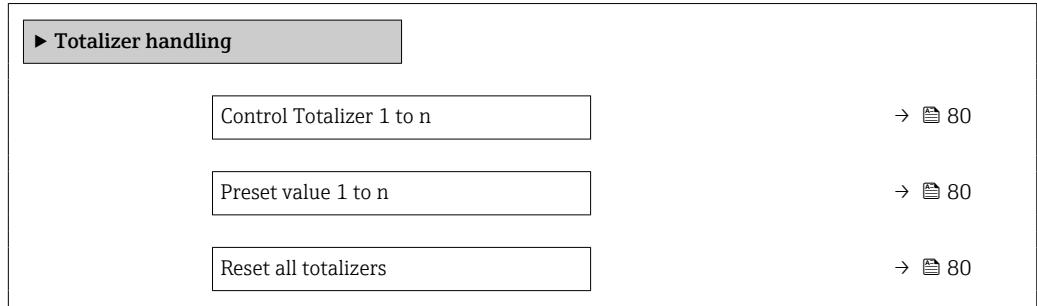 ▶ Totalizer handling
Control Totalizer 1 to n → 80
Preset value 1 to n → 80
Reset all totalizers → 80